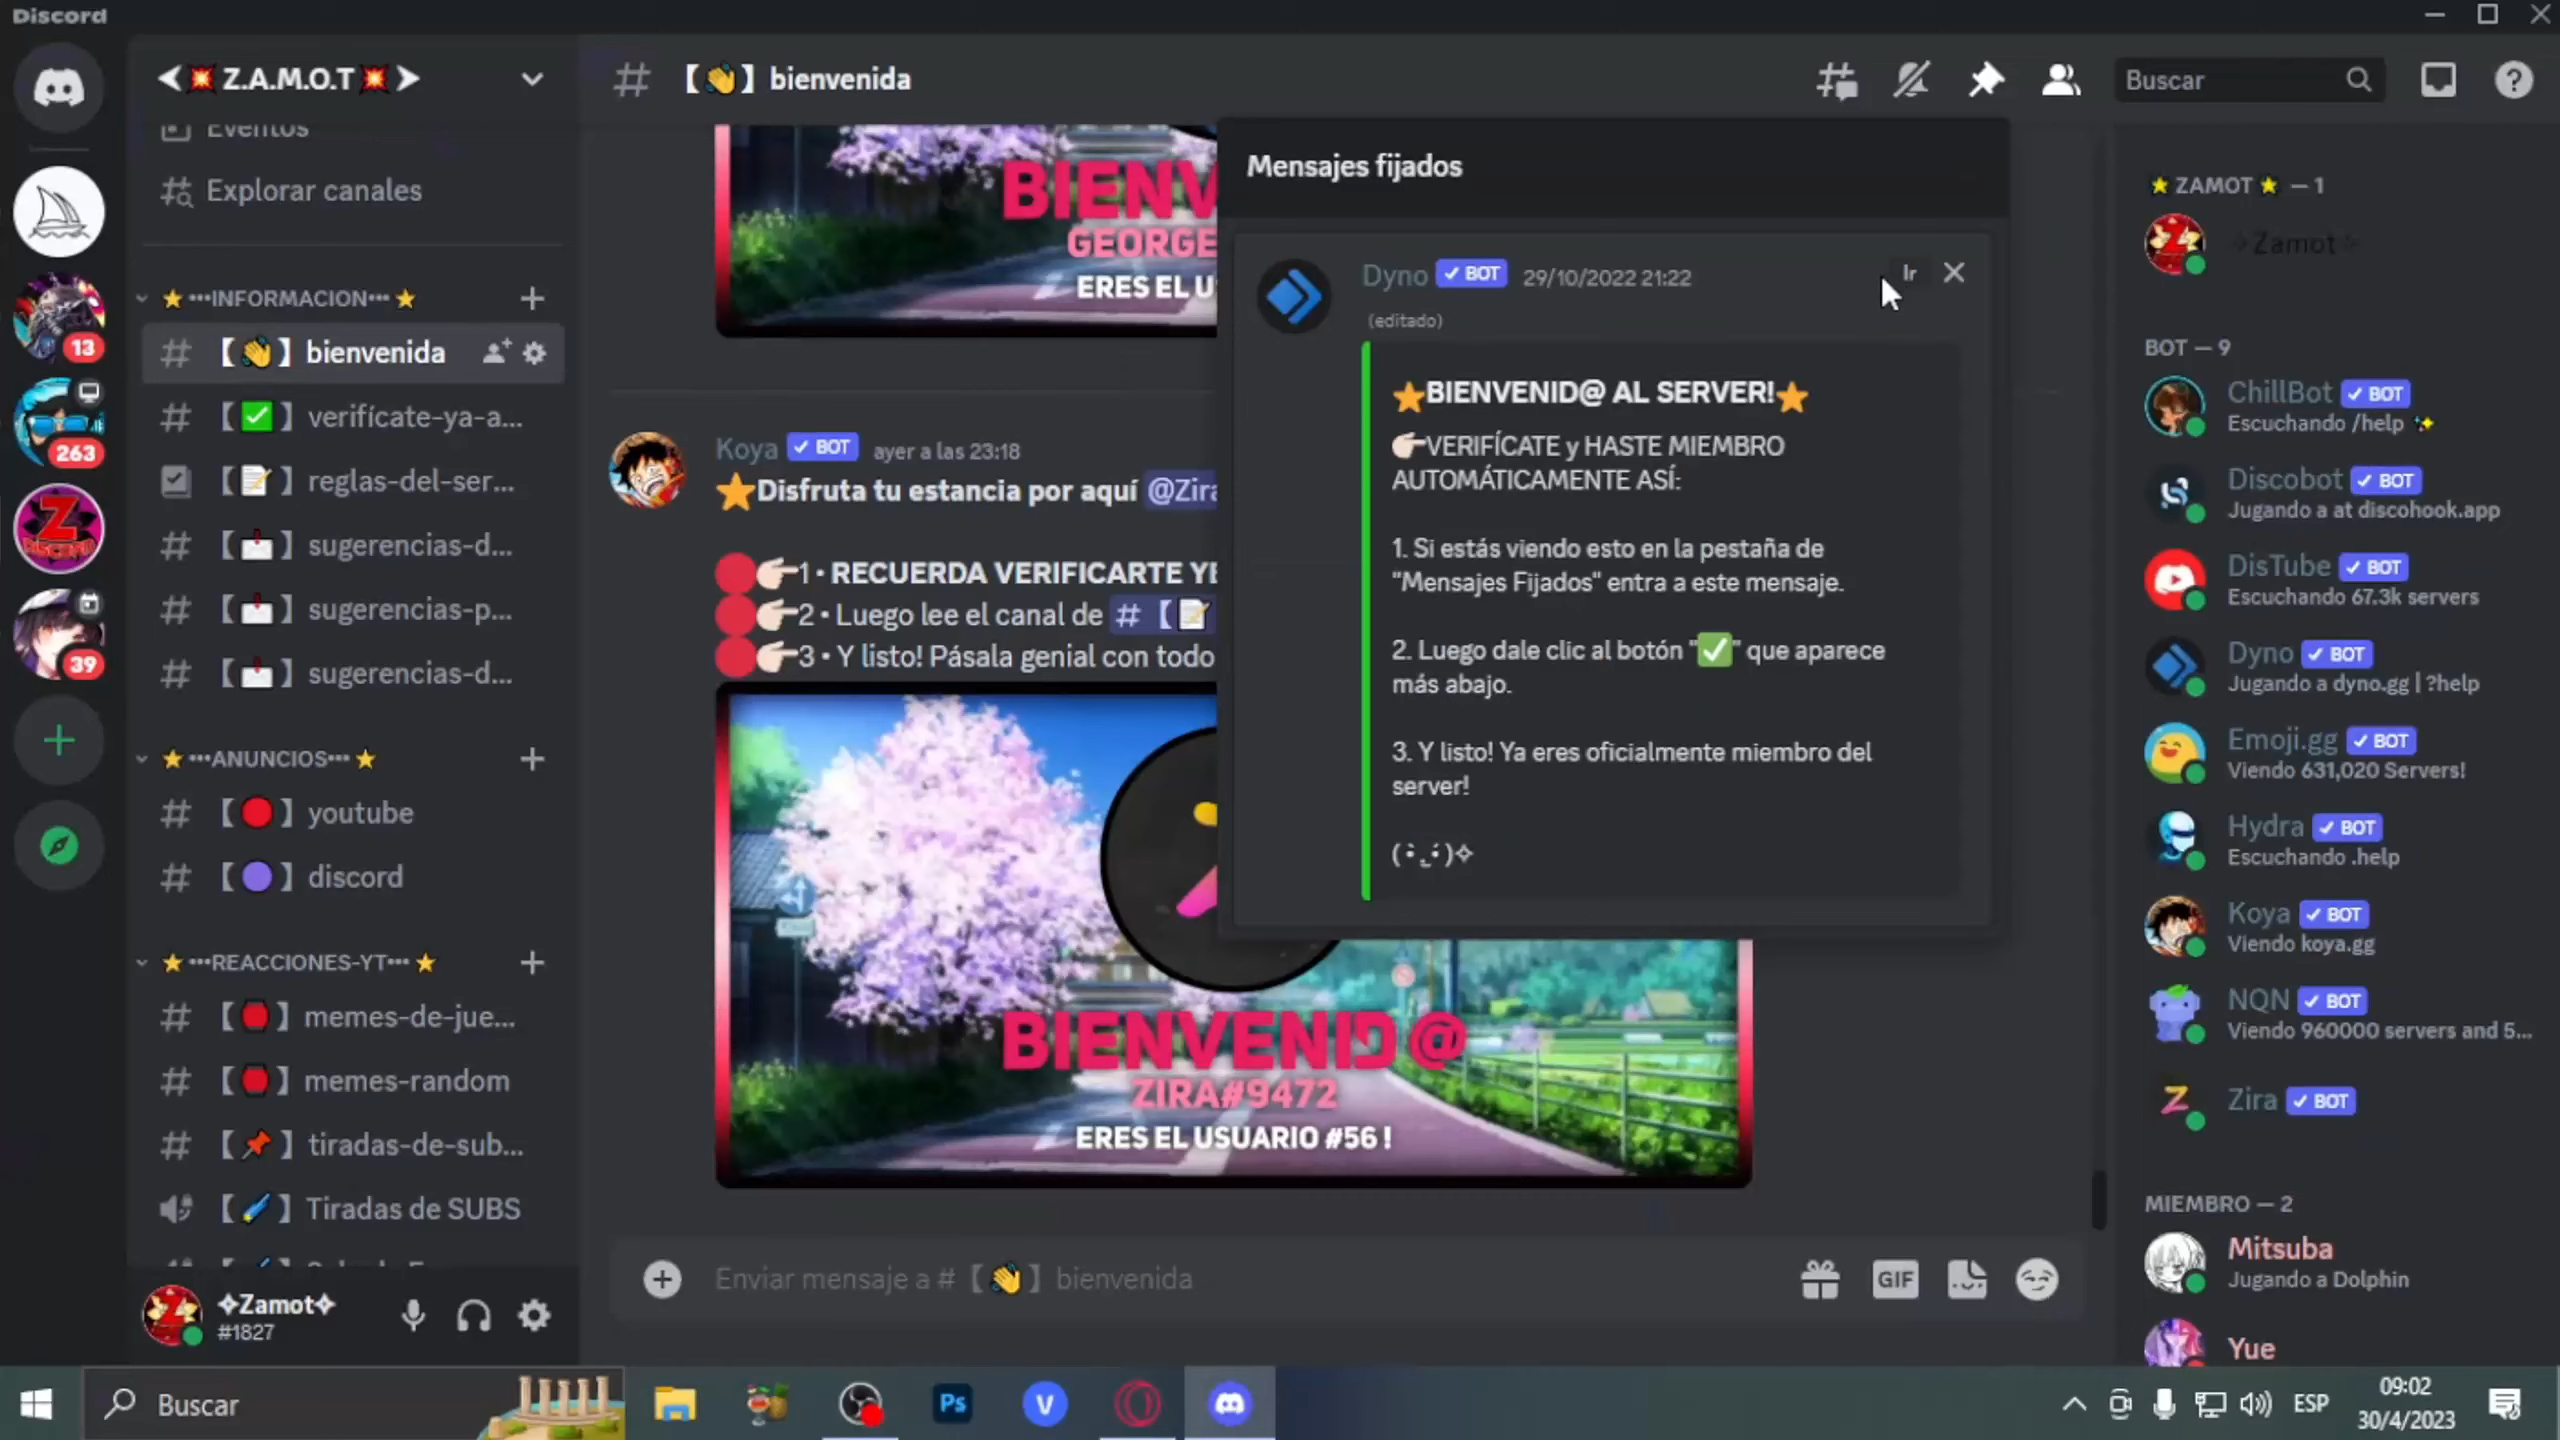 Discord
Z.A.M.O.T
【👋】bienvenida
Buscar
Eventos
Explorar canales
⭐•••INFORMACION•••⭐
【👋】bienvenida
【✅】verifícate-ya-a...
【📝】reglas-del-ser...
【📩】sugerencias-d...
【📩】sugerencias-p...
【📩】sugerencias-d...
⭐•••ANUNCIOS•••⭐
【🔴】youtube
【🟣】discord
⭐•••REACCIONES-YT•••⭐
memes-de-jue...
memes-random
【📌】tiradas-de-sub...
Tiradas de SUBS
✧Zamot✧
#1827
13
263
DISCORD
39
BIENV
GEORGE
ERES EL U
Koya ✓ BOT ayer a las 23:18
⭐Disfruta tu estancia por aquí @Zira
🔴👉1 • RECUERDA VERIFICARTE YE
🔴👉2 • Luego lee el canal de #【📝
🔴👉3 • Y listo! Pásala genial con todo
BIENVENID@
ZIRA#9472
ERES EL USUARIO #56 !
Enviar mensaje a #【👋】bienvenida
GIF
Mensajes fijados
Dyno ✓ BOT 29/10/2022 21:22
Ir
(editado)
⭐BIENVENID@ AL SERVER!⭐
👉VERIFÍCATE y HASTE MIEMBRO
AUTOMÁTICAMENTE ASÍ:
1. Si estás viendo esto en la pestaña de
"Mensajes Fijados" entra a este mensaje.
2. Luego dale clic al botón "✅" que aparece
más abajo.
3. Y listo! Ya eres oficialmente miembro del
server!
⭐ZAMOT⭐ — 1
Zamot
BOT — 9
ChillBot ✓ BOT
Escuchando /help ✨
Discobot ✓ BOT
Jugando a at discohook.app
DisTube ✓ BOT
Escuchando 67.3k servers
Dyno ✓ BOT
Jugando a dyno.gg | ?help
Emoji.gg ✓ BOT
Viendo 631,020 Servers!
Hydra ✓ BOT
Escuchando .help
Koya ✓ BOT
Viendo koya.gg
NQN ✓ BOT
Viendo 960000 servers and 5...
Zira ✓ BOT
MIEMBRO — 2
Mitsuba
Jugando a Dolphin
Yue
Buscar
Ps
V
ESP
09:02
30/4/2023